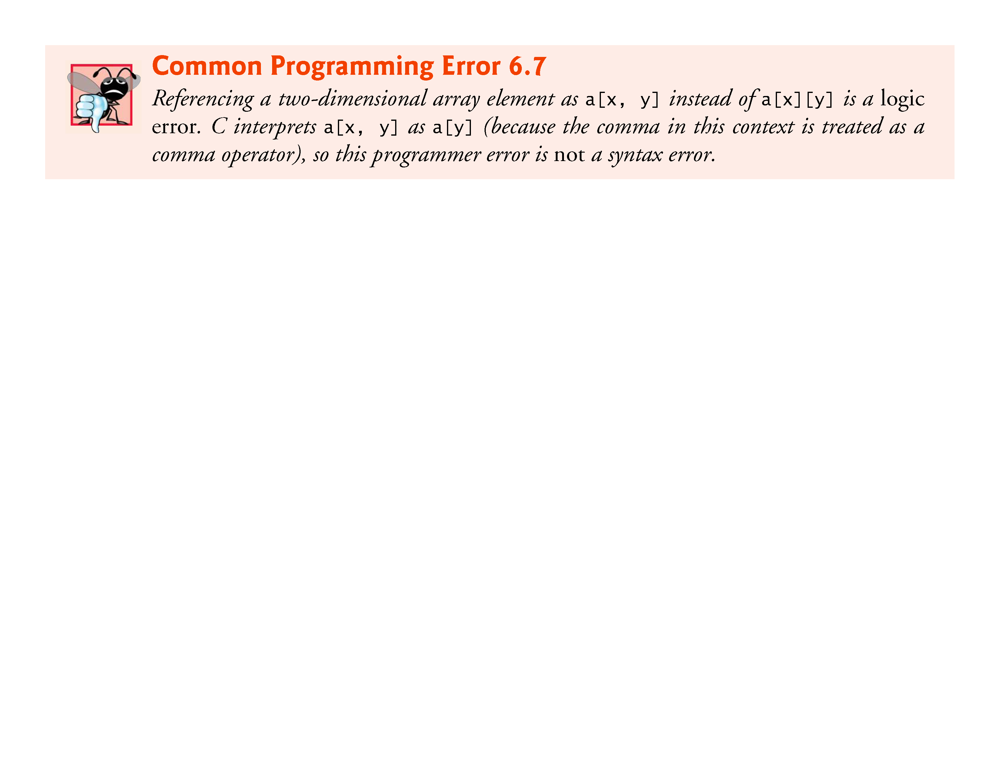 Common Programming Error 6.7
Referencing a two-dimensional array element as a[x, y] instead of a[x][y] is a logic
error. C interprets a[x, y] as a[y] (because the comma in this context is treated as a
comma operator), so this programmer error is not a syntax error.